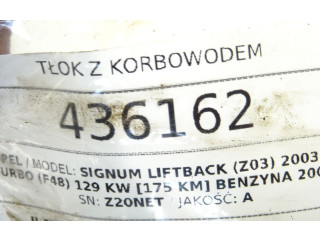 TŁOK Z KORBOWODEM
436162
PEL / MODEL: SIGNUM LIFTBACK (Z03) 2003
URBO (F48) 129 KW [175 KM] BENZYNA 200
SN: Z20NET / JAKOŚĆ: A